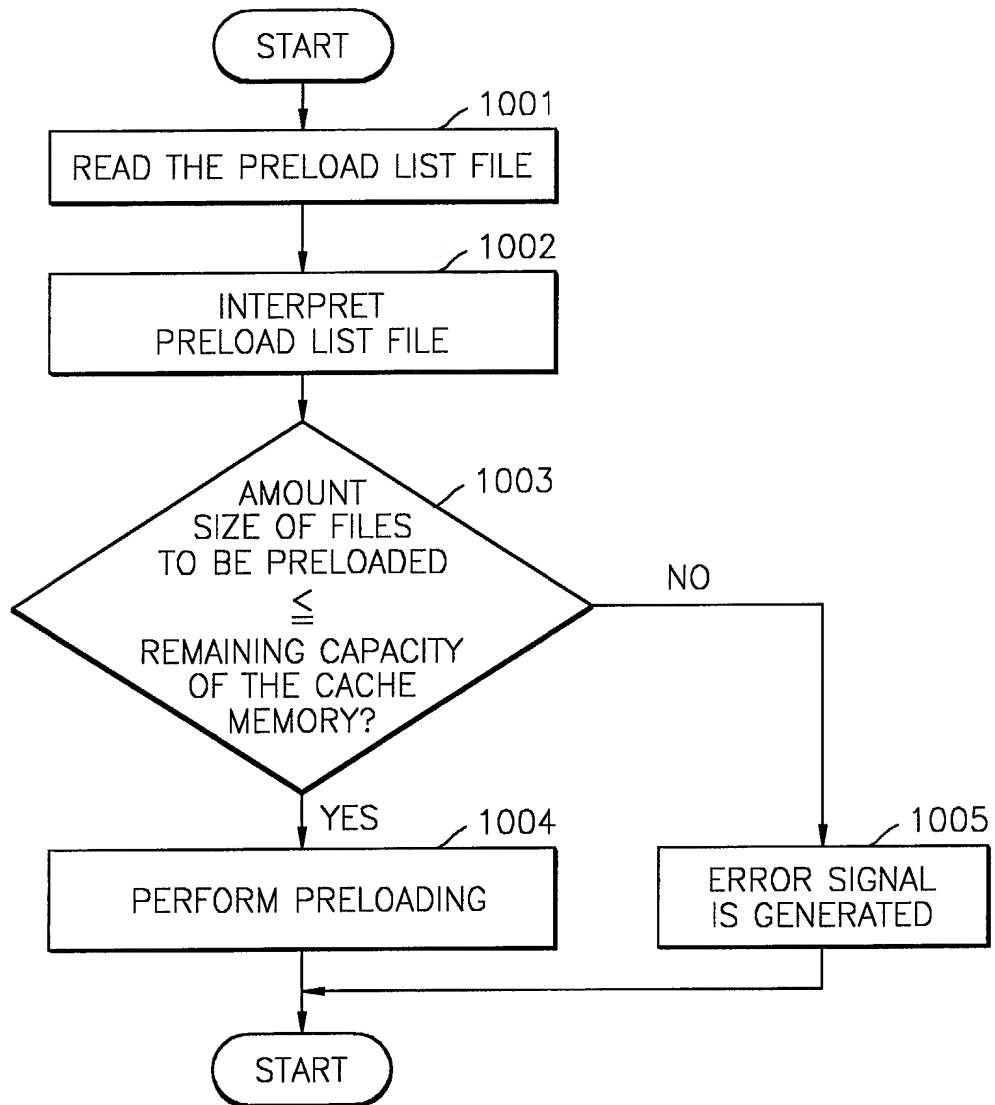 START
1001
READ THE PRELOAD LIST FILE
1002
INTERPRET
PRELOAD LIST FILE
1003
AMOUNT
SIZE OF FILES
TO BE PRELOADED
≦
REMAINING CAPACITY
OF THE CACHE
MEMORY?
NO
YES
1004
PERFORM PRELOADING
1005
ERROR SIGNAL
IS GENERATED
START